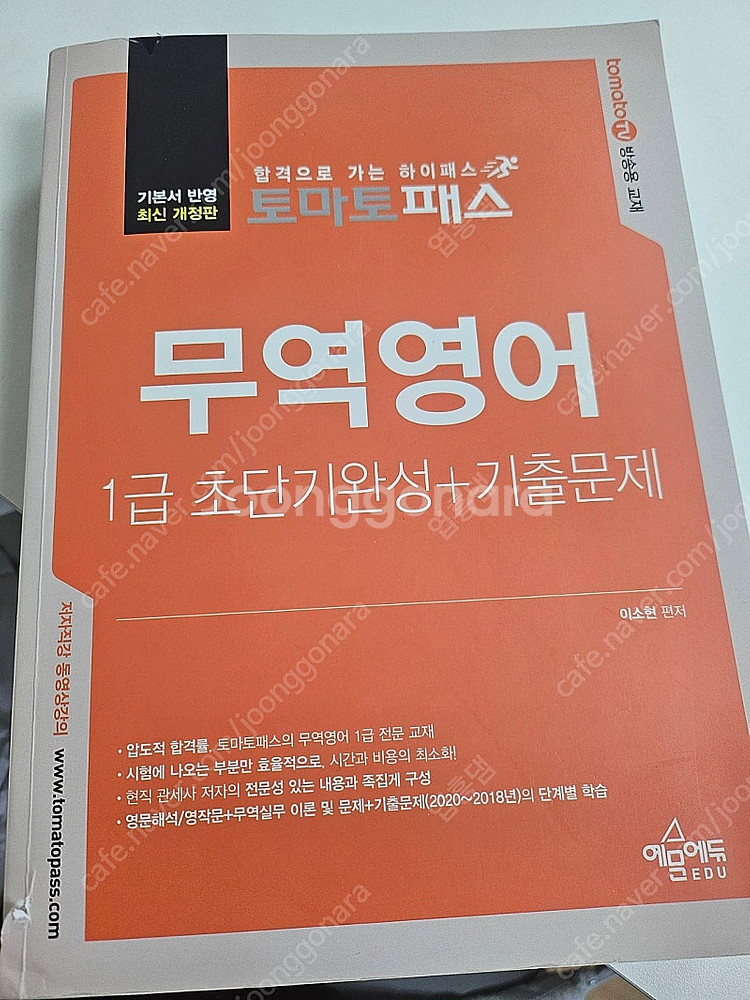 기본서 반영
최신 개정판
합격으로 가는 하이패스
토마토패스
tomato TV 방송용 교재
무역영어
1급 초단기완성+기출문제
이소현 편저
저자직강 동영상강의 www.tomatopass.com
• 압도적 합격률, 토마토패스의 무역영어 1급 전문 교재
• 시험에 나오는 부분만 효율적으로, 시간과 비용의 최소화!
• 현직 관세사 저자의 전문성 있는 내용과 족집게 구성
• 영문해석/영작문+무역실무 이론 및 문제+기출문제(2020~2018년)의 단계별 학습
예문에듀
EDU
joonggonara
cafe.naver.com/joonggonara